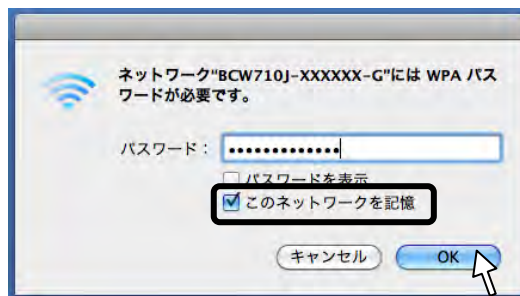 ネットワーク"BCW710J-XXXXXX-G"には WPA パス
ワードが必要です。
パスワード： •••••••••••••
パスワードを表示
このネットワークを記憶
キャンセル OK